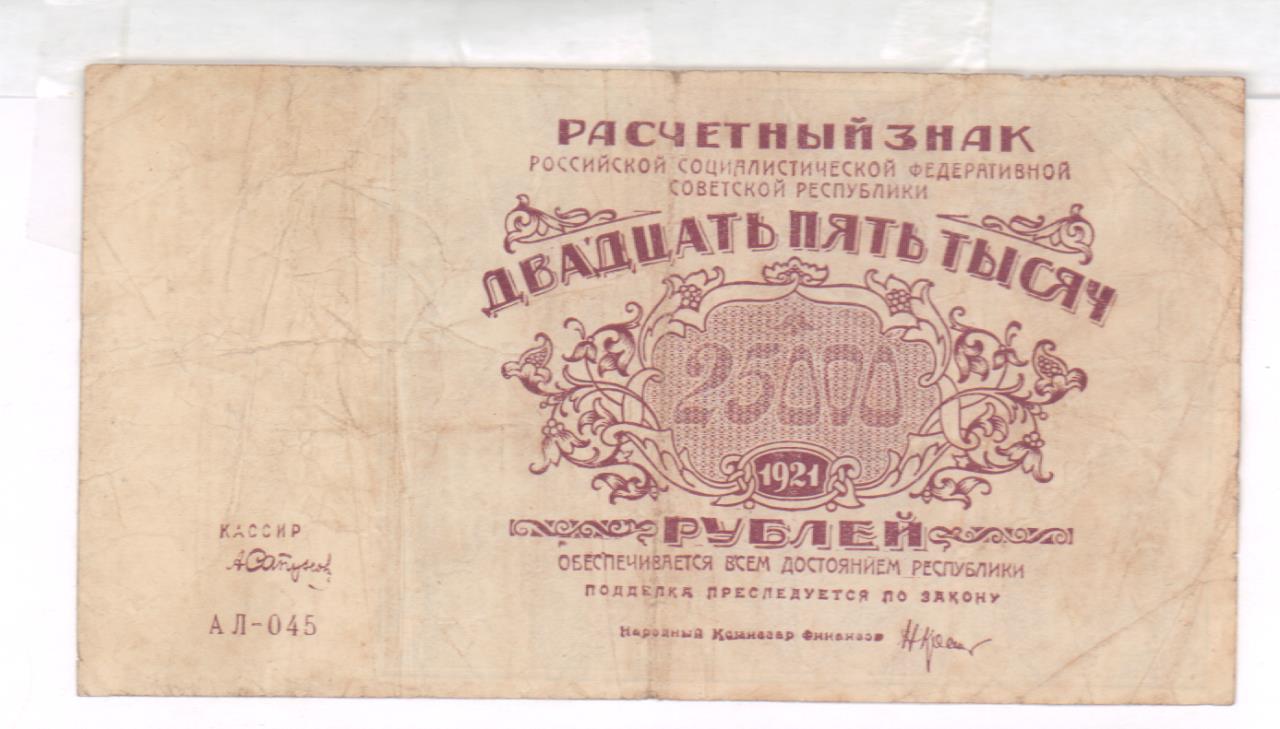 РАСЧЕТНЫЙ ЗНАК
РОССИЙСКОЙ СОЦИАЛИСТИЧЕСКОЙ ФЕДЕРАТИВНОЙ
СОВЕТСКОЙ РЕСПУБЛИКИ
ДВАДЦАТЬ ПЯТЬ ТЫСЯЧ
25000
1921
РУБЛЕЙ
ОБЕСПЕЧИВАЕТСЯ ВСЕМ ДОСТОЯНИЕМ РЕСПУБЛИКИ
ПОДДЕЛКА ПРЕСЛЕДУЕТСЯ ПО ЗАКОНУ
Народный Комиссар Финансов
КАССИР
АЛ-045